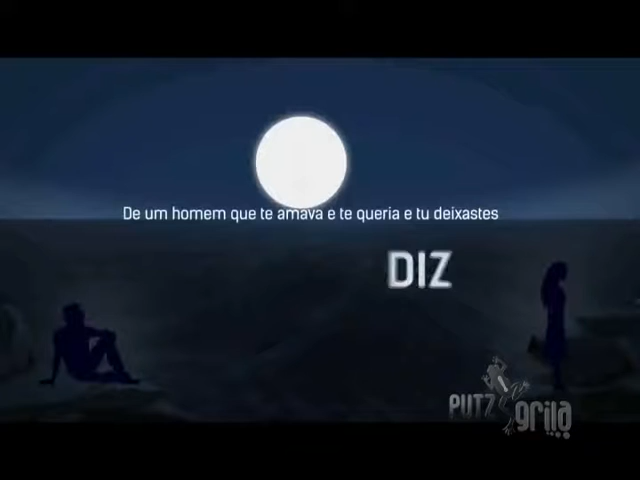 De um homem que te amava e te queria e tu deixastes
DIZ
PUTZ grila